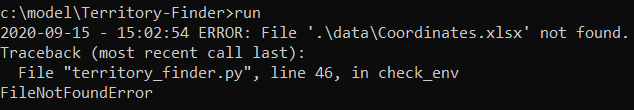 c:\model\Territory-Finder>run
2020-09-15 - 15:02:54 ERROR: File '.\data\Coordinates.xlsx' not found.
Traceback (most recent call last):
  File "territory_finder.py", line 46, in check_env
FileNotFoundError